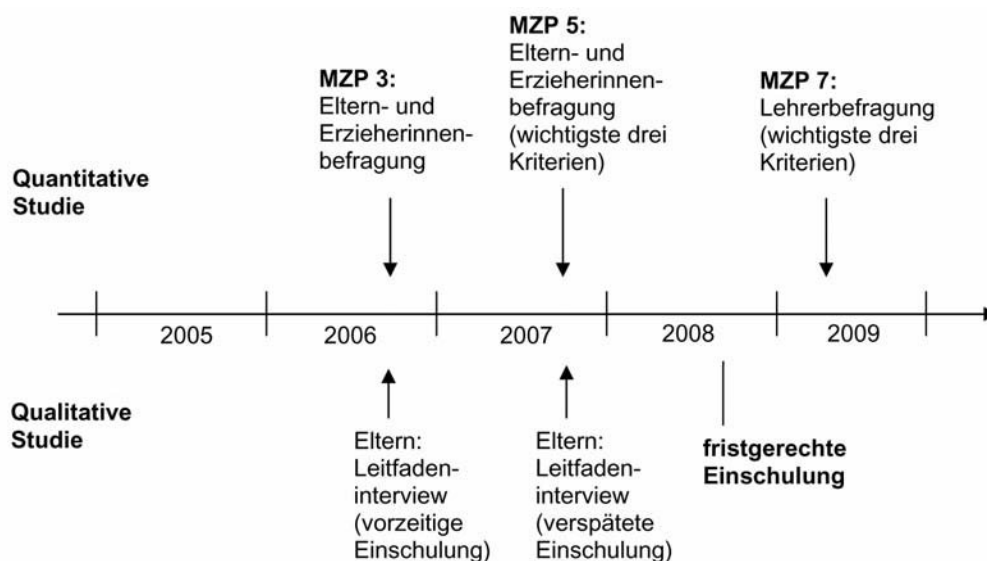 MZP 5:
Eltern- und
Erzieherinnen-
befragung
(wichtigste drei
Kriterien)
MZP 3:
Eltern- und
Erzieherinnen-
befragung
MZP 7:
Lehrerbefragung
(wichtigste drei
Kriterien)
Quantitative
Studie
2005 2006 2007 2008 2009
Qualitative
Studie
Eltern:
Leitfaden-
interview
(vorzeitige
Einschulung)
Eltern:
Leitfaden-
interview
(verspätete
Einschulung)
fristgerechte
Einschulung